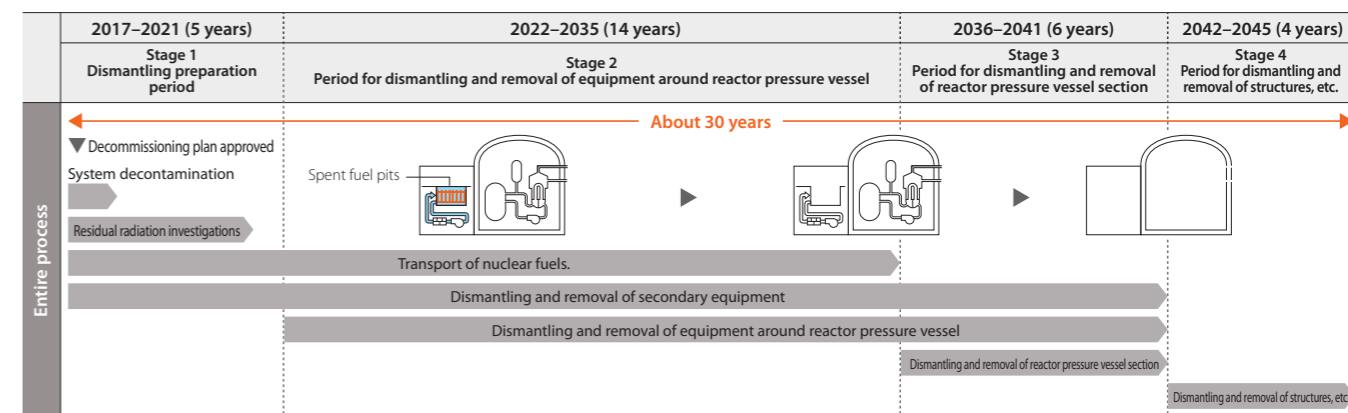 2017–2021 (5 years)
2022–2035 (14 years)
2036–2041 (6 years)
2042–2045 (4 years)
Stage 1
Dismantling preparation
period
Stage 2
Period for dismantling and removal of equipment around reactor pressure vessel
Stage 3
Period for dismantling and removal
of reactor pressure vessel section
Stage 4
Period for dismantling and
removal of structures, etc.
Entire process
About 30 years
▼Decommissioning plan approved
System decontamination
Spent fuel pits
Residual radiation investigations
Transport of nuclear fuels.
Dismantling and removal of secondary equipment
Dismantling and removal of equipment around reactor pressure vessel
Dismantling and removal of reactor pressure vessel section
Dismantling and removal of structures, etc